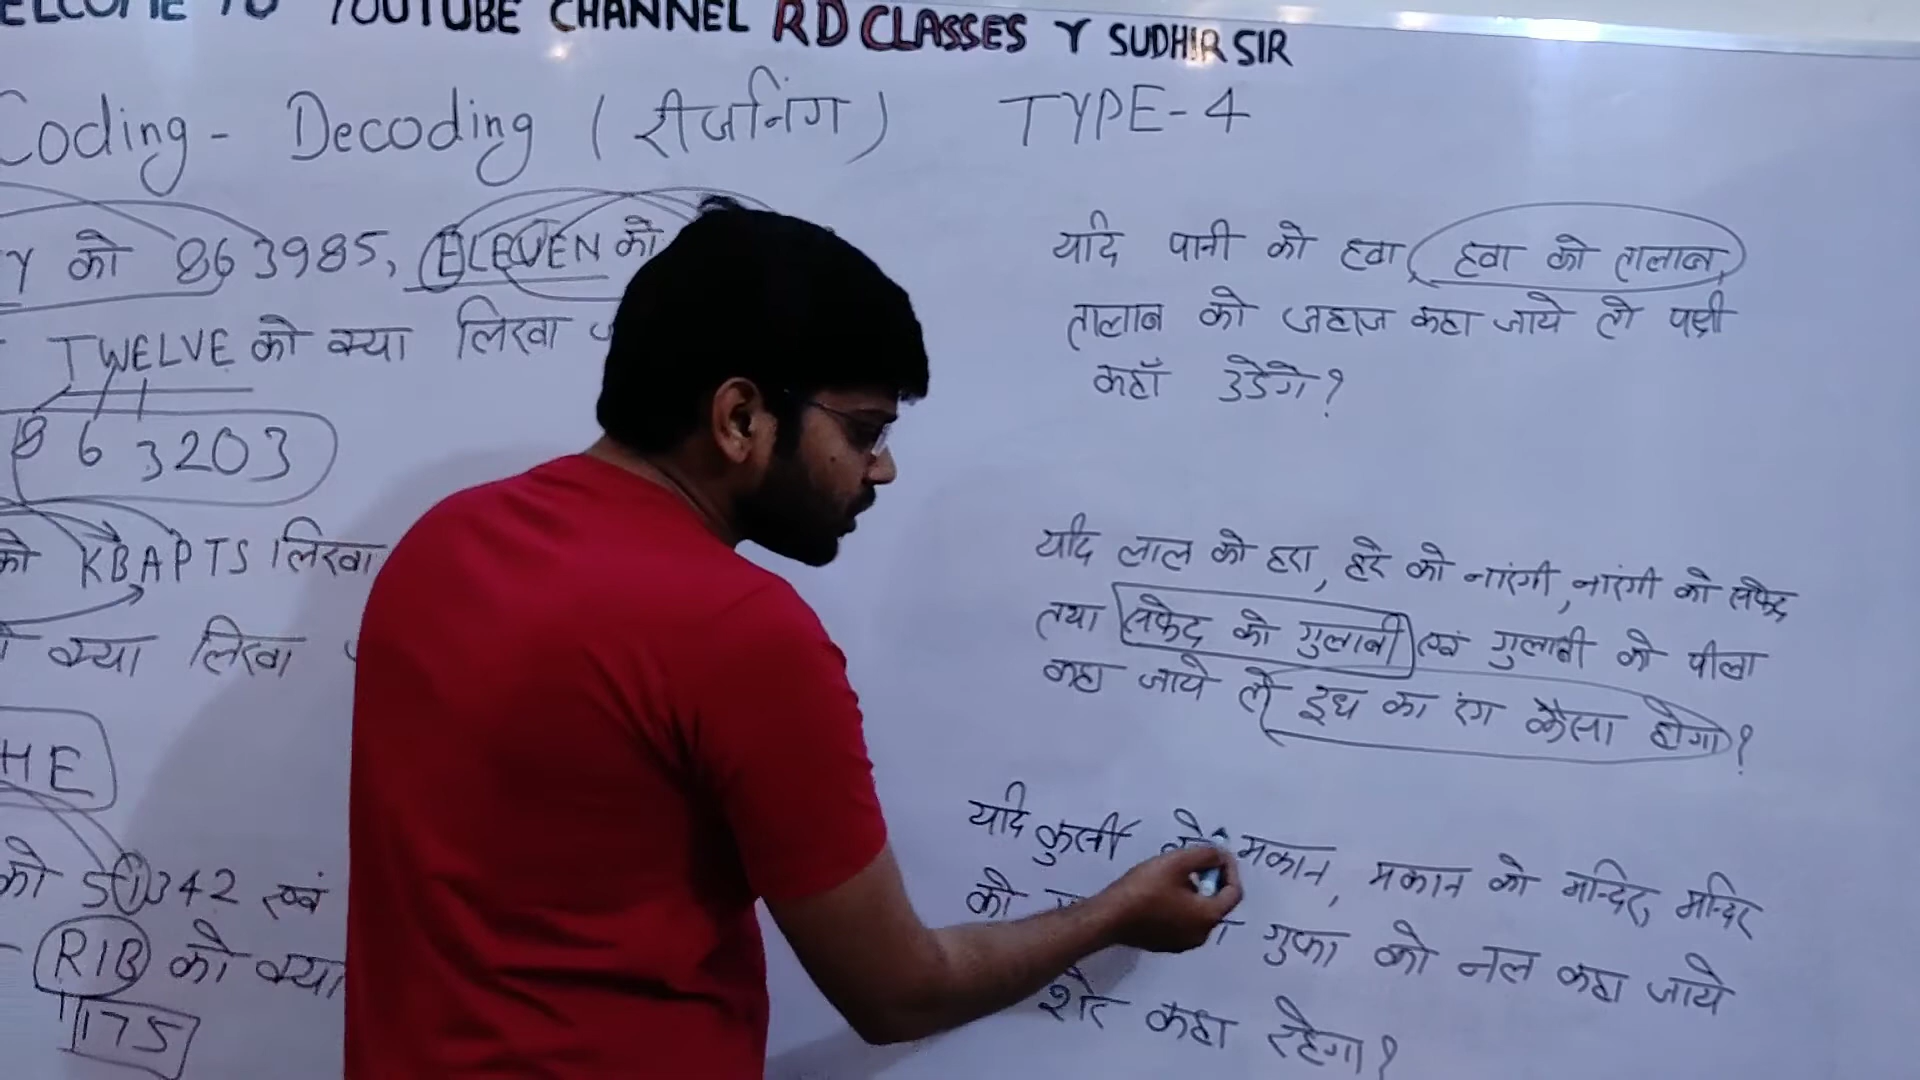 TO YOUTUBE CHANNEL RD CLASSES Y SUDHIR SIR
Coding - Decoding (रीजनिंग) TYPE-4
Y को 863985, ELEVEN को
TWELVE को क्या लिखा
863203
को KBAPTS लिखा
क्या लिखा
HE
को 51342 एवं
RIB को क्या
175
यदि पानी को हवा, हवा को तालाब,
तालाब को जहाज कहा जाये तो पक्षी
कहाँ उडेगे?
यदि लाल को हरा, हरे को नारंगी, नारंगी को सफेद
तथा सफेद को गुलाबी एवं गुलाबी को पीला
कहा जाये तो दुध का रंग कैसा होगा?
यदि कुर्सी को मकान, मकान को मन्दिर, मन्दिर
को गुफा को नल कहा जाये
शेर कहा रहेगा?